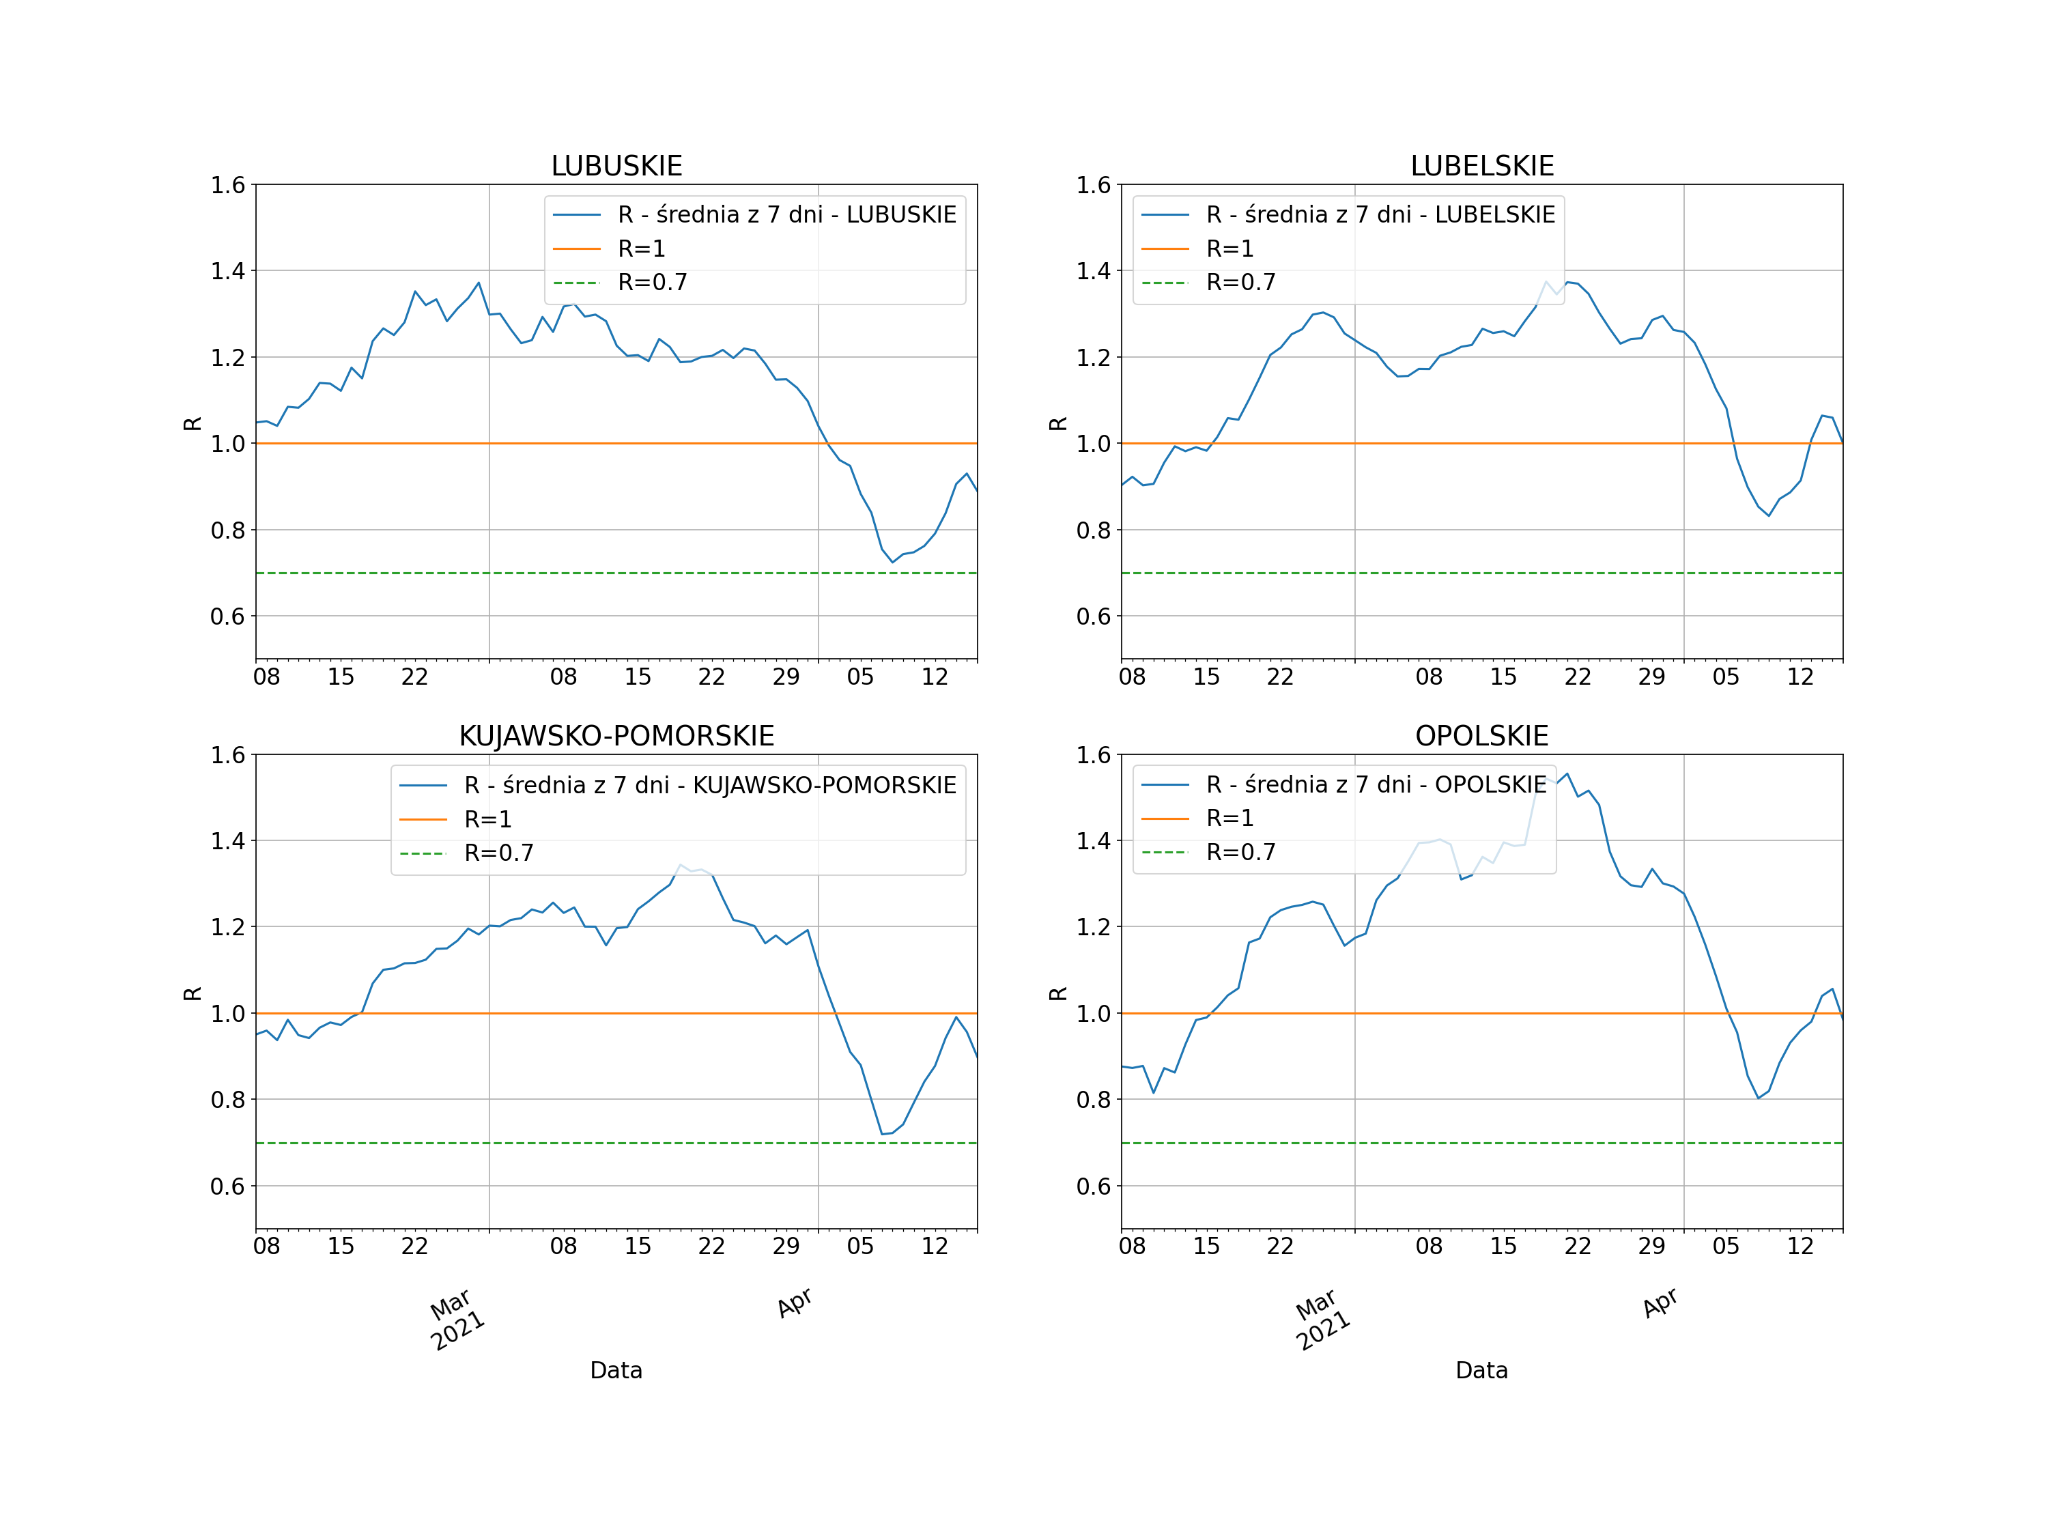 LUBUSKIE
R - średnia z 7 dni - LUBUSKIE
R=1
R=0.7
R
1.6
1.4
1.2
1.0
0.8
0.6
08 15 22 08 15 22 29 05 12
LUBELSKIE
R - średnia z 7 dni - LUBELSKIE
R=1
R=0.7
R
1.6
1.4
1.2
1.0
0.8
0.6
08 15 22 08 15 22 29 05 12
KUJAWSKO-POMORSKIE
R - średnia z 7 dni - KUJAWSKO-POMORSKIE
R=1
R=0.7
R
1.6
1.4
1.2
1.0
0.8
0.6
08 15 22 08 15 22 29 05 12
Mar Apr
2021
Data
OPOLSKIE
R - średnia z 7 dni - OPOLSKIE
R=1
R=0.7
R
1.6
1.4
1.2
1.0
0.8
0.6
08 15 22 08 15 22 29 05 12
Mar Apr
2021
Data